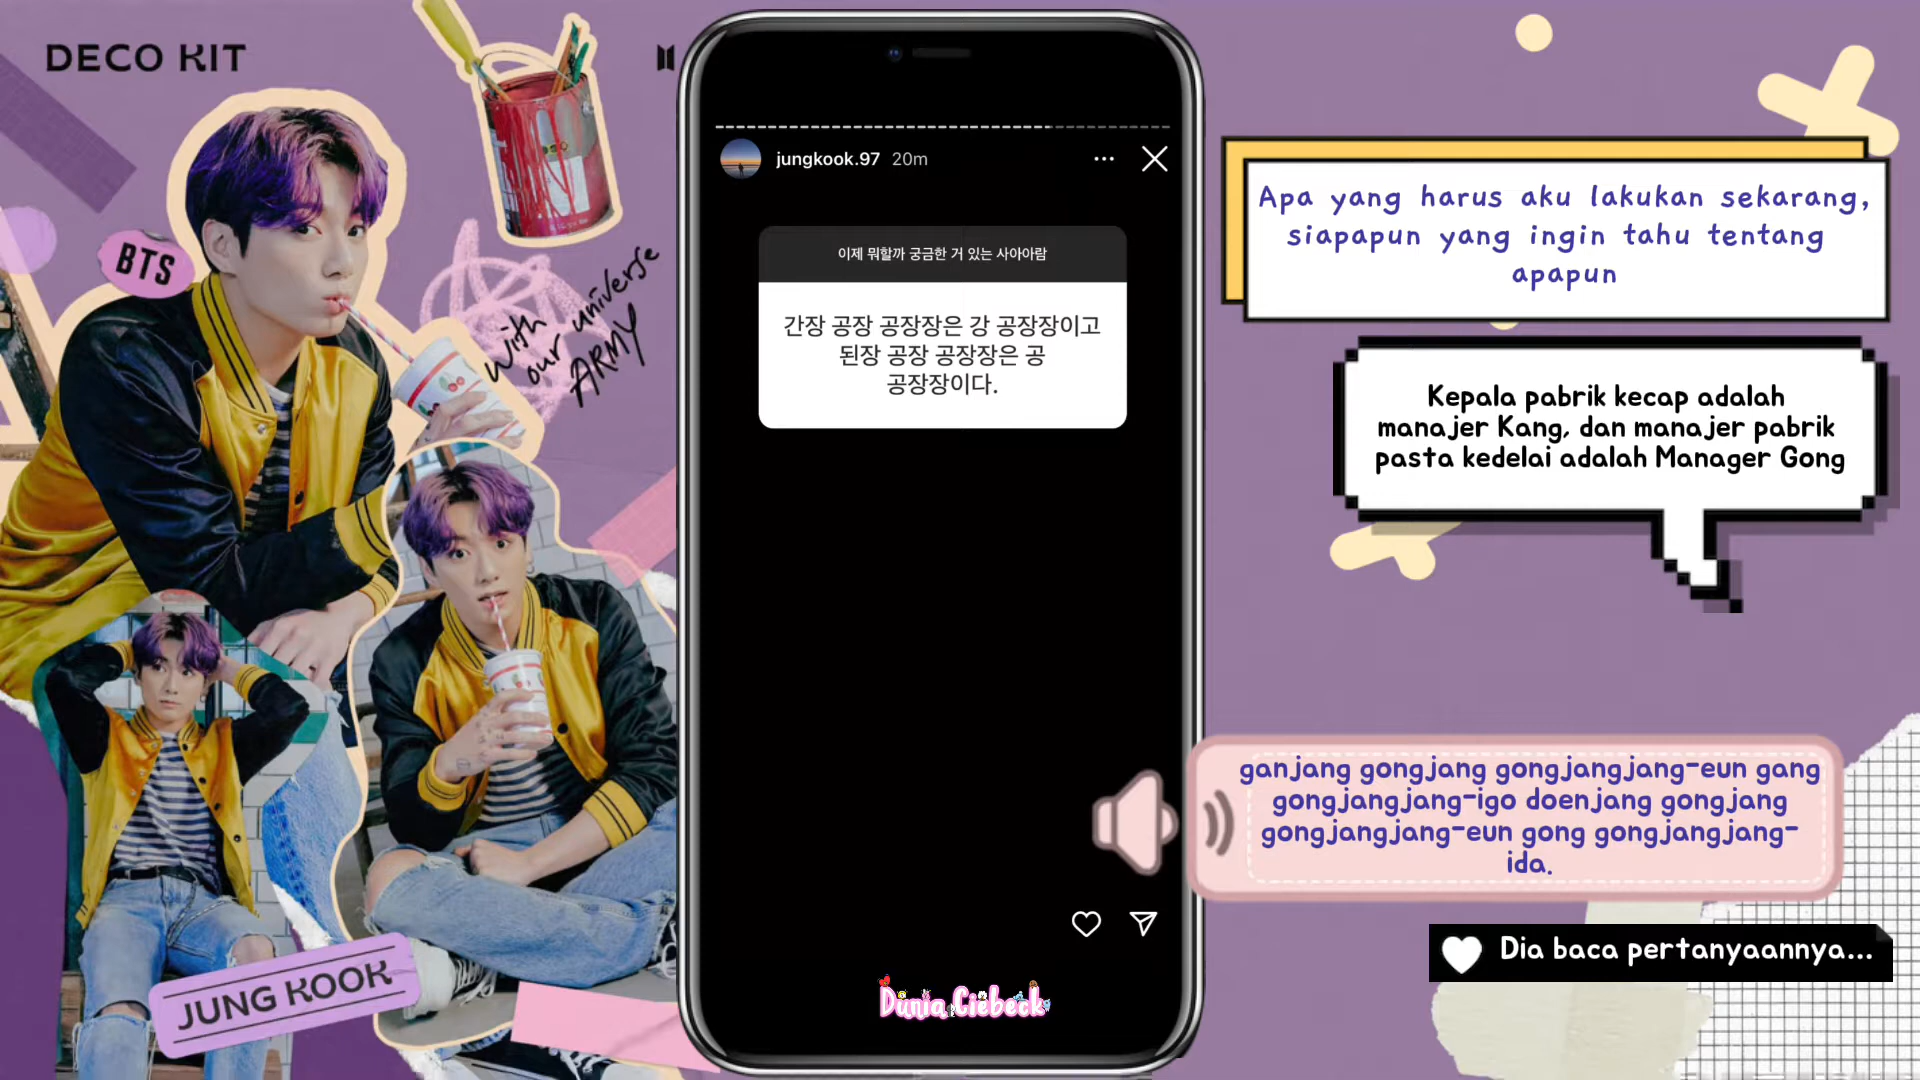 DECO KIT
BTS
With
our universe
ARMY
JUNG KOOK
jungkook.97 20m
이제 뭐할까 궁금한 거 있는 사아아람
간장 공장 공장장은 강 공장장이고
된장 공장 공장장은 공
공장장이다.
Dunia Ciebeck
Apa yang harus aku lakukan sekarang,
siapapun yang ingin tahu tentang
apapun
Kepala pabrik kecap adalah
manajer Kang, dan manajer pabrik
pasta kedelai adalah Manager Gong
ganjang gongjang gongjangjang-eun gang
gongjangjang-igo doenjang gongjang
gongjangjang-eun gong gongjangjang-
ida.
Dia baca pertanyaannya...